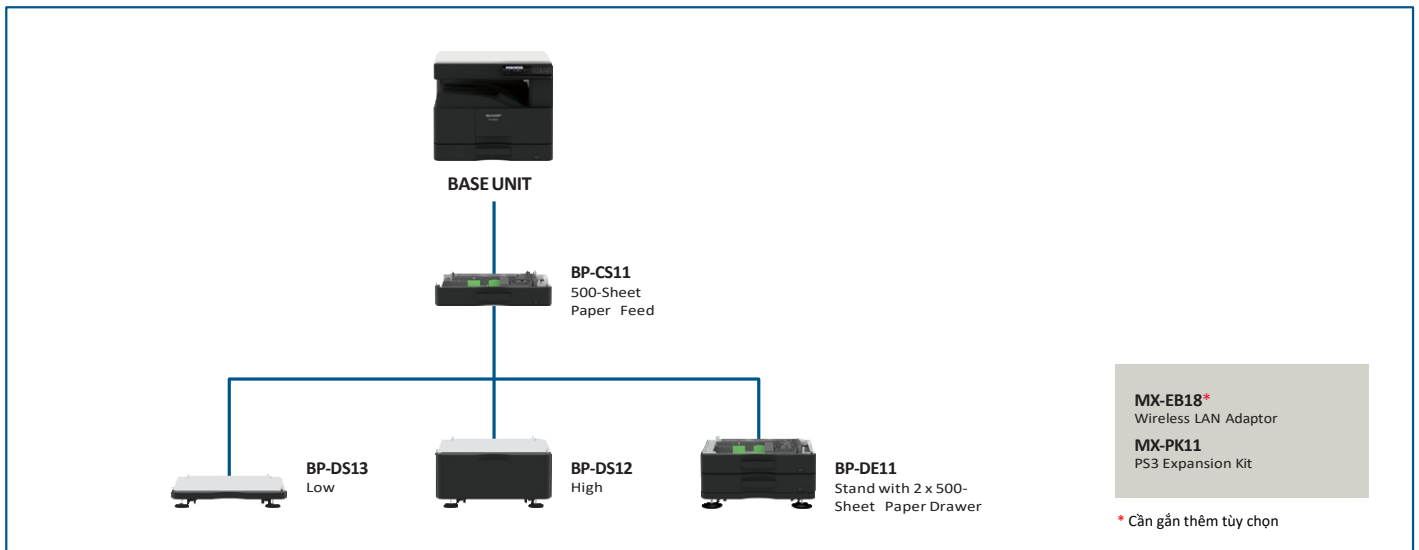 BASE UNIT
BP-CS11
500-Sheet
Paper Feed
BP-DS13
Low
BP-DS12
High
BP-DE11
Stand with 2 x 500-
Sheet Paper Drawer
MX-EB18*
Wireless LAN Adaptor
MX-PK11
PS3 Expansion Kit
* Cần gắn thêm tùy chọn